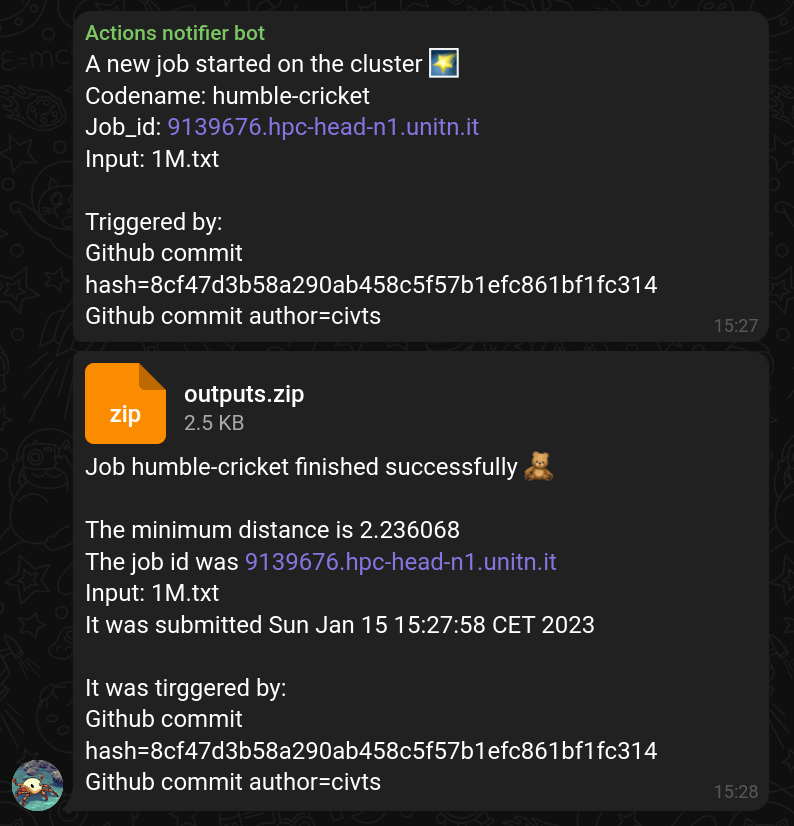 Actions notifier bot
A new job started on the cluster 🌠
Codename: humble-cricket
Job_id: 9139676.hpc-head-n1.unitn.it
Input: 1M.txt
Triggered by:
Github commit
hash=8cf47d3b58a290ab458c5f57b1efc861bf1fc314
Github commit author=civts
15:27
zip
outputs.zip
2.5 KB
Job humble-cricket finished successfully 🧸
The minimum distance is 2.236068
The job id was 9139676.hpc-head-n1.unitn.it
Input: 1M.txt
It was submitted Sun Jan 15 15:27:58 CET 2023
It was tirggered by:
Github commit
hash=8cf47d3b58a290ab458c5f57b1efc861bf1fc314
Github commit author=civts
15:28